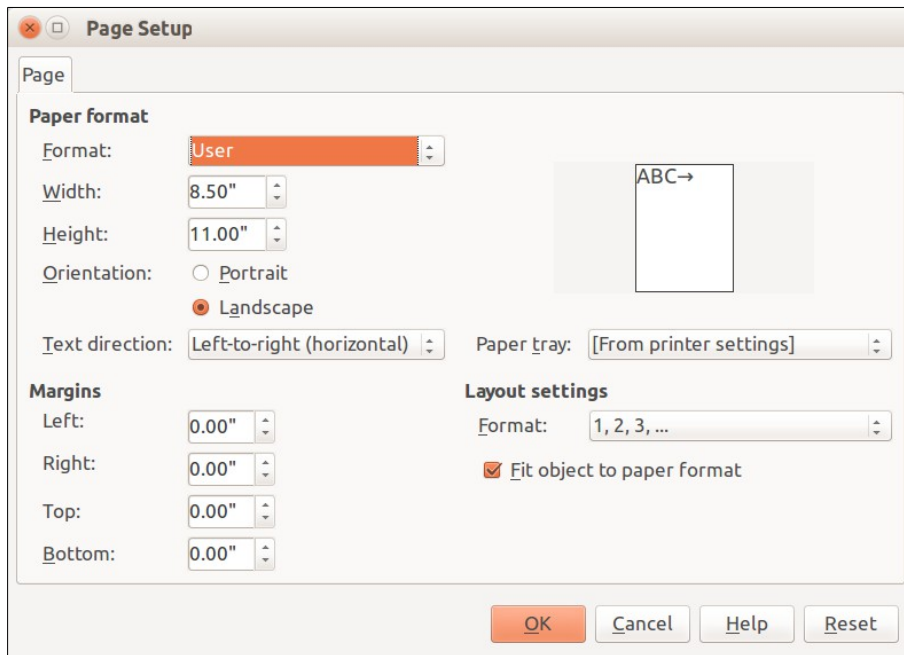 Page Setup
Page
Paper format
Format: User
Width: 8.50"
Height: 11.00"
Orientation: Portrait
Landscape
ABC→
Text direction: Left-to-right (horizontal) Paper tray: [From printer settings]
Margins
Left: 0.00"
Right: 0.00"
Top: 0.00"
Bottom: 0.00"
Layout settings
Format: 1, 2, 3, ...
Fit object to paper format
OK Cancel Help Reset